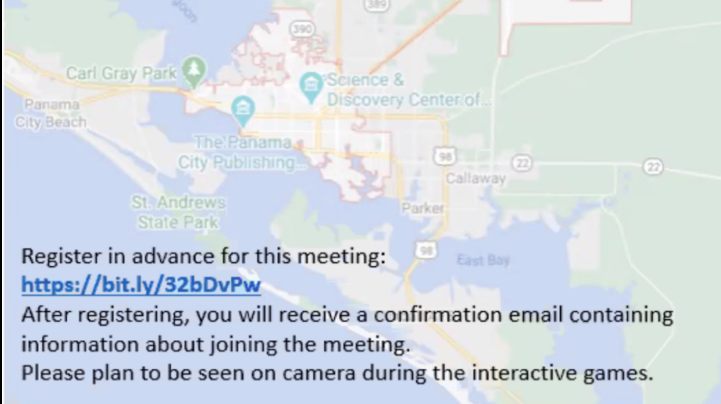 389
390
Carl Gray Park
Science &
Discovery Center of...
Panama
City Beach
The Panama
City Publishing...
98
22
22
Callaway
St. Andrews
State Park
Parker
98
East Bay
Register in advance for this meeting:
https://bit.ly/32bDvPw
After registering, you will receive a confirmation email containing
information about joining the meeting.
Please plan to be seen on camera during the interactive games.